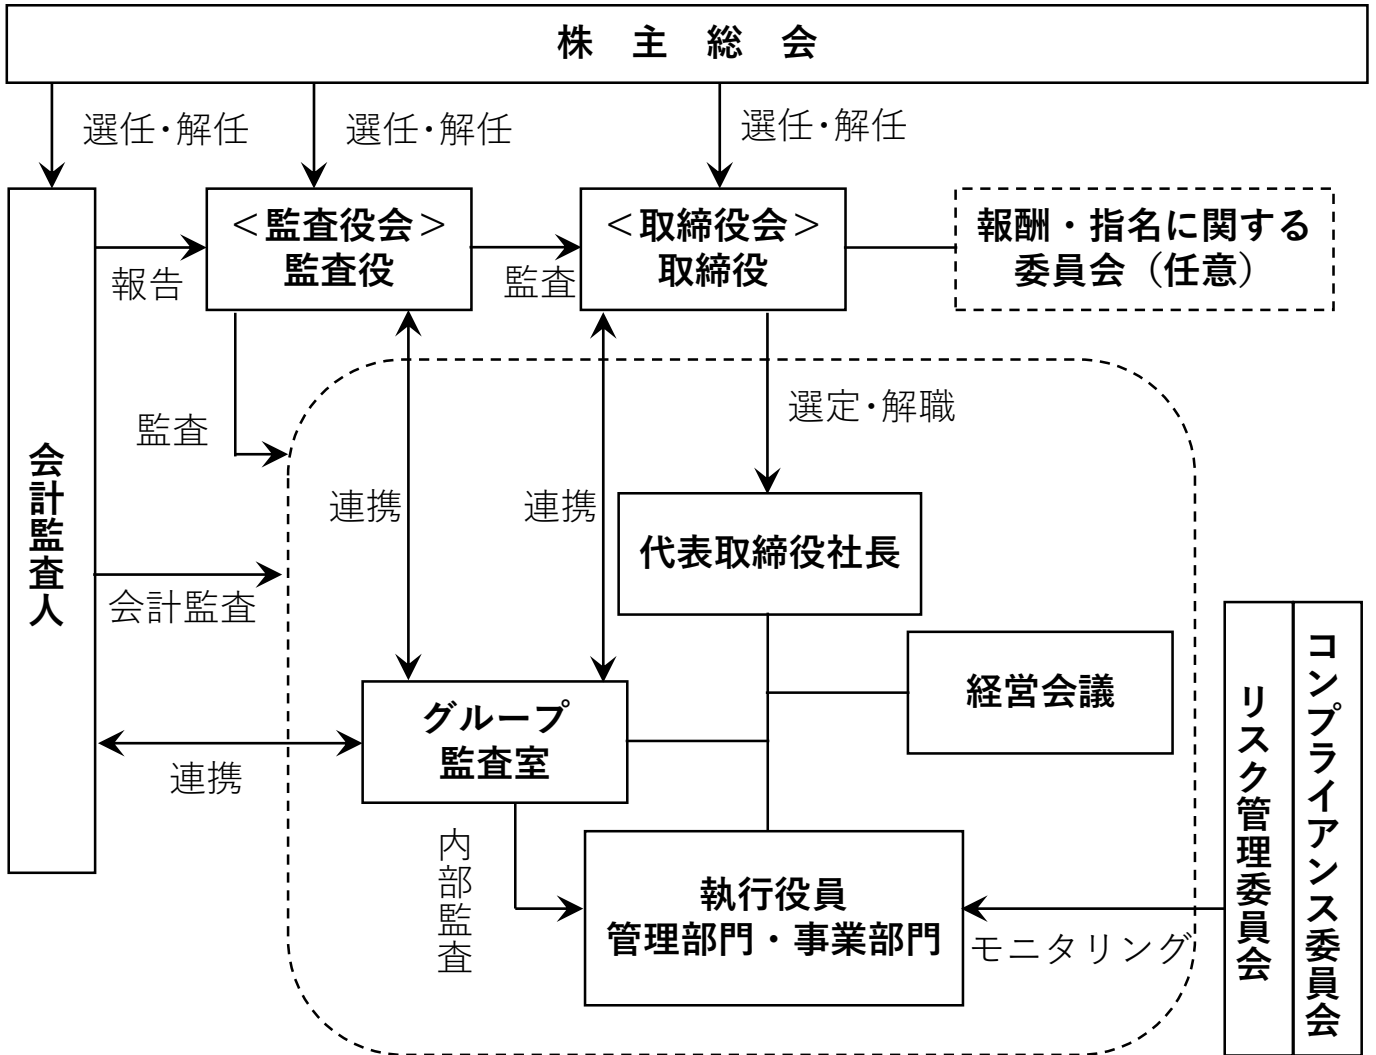 株 主 総 会
選任・解任
選任・解任
選任・解任
＜監査役会＞
監査役
＜取締役会＞
取締役
報酬・指名に関する
委員会（任意）
報告
監査
監査
選定・解職
連携
連携
会計監査人
代表取締役社長
会計監査
経営会議
グループ
監査室
連携
内部監査
執行役員
管理部門・事業部門
モニタリング
リスク管理委員会
コンプライアンス委員会